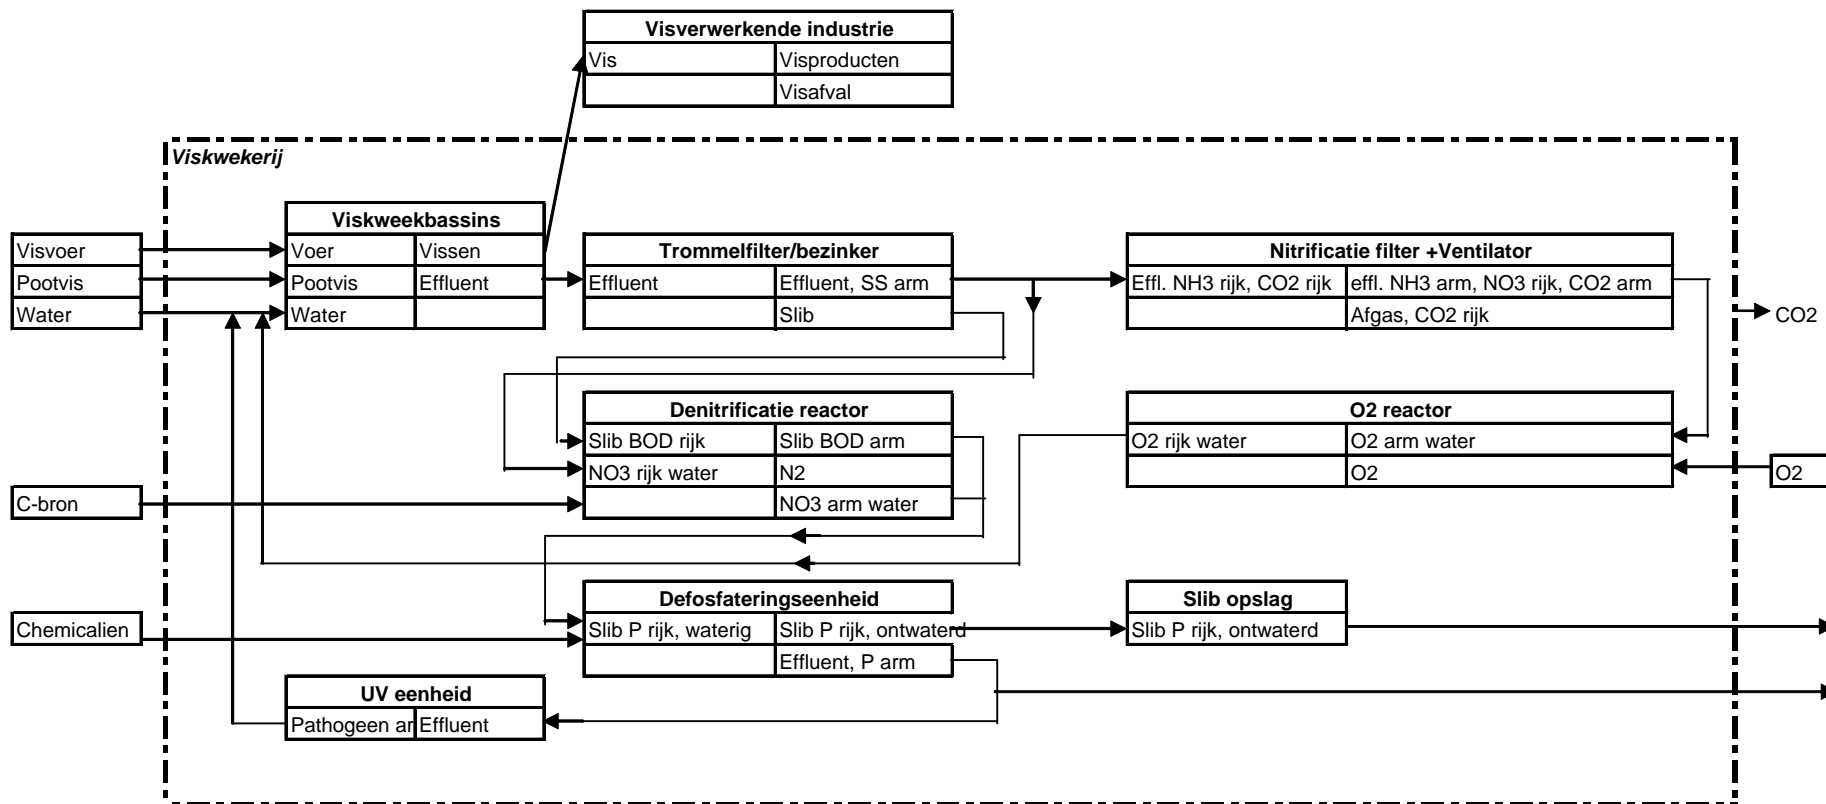 Visverwerkende industrie
Vis Visproducten
Visafval
Viskwekerij
Viskweekbassins
Visvoer Voer Vissen
Pootvis Pootvis Effluent
Water Water
Trommelfilter/bezinker
Effluent Effluent, SS arm
Slib
Nitrificatie filter +Ventilator
Effl. NH3 rijk, CO2 rijk effl. NH3 arm, NO3 rijk, CO2 arm
Afgas, CO2 rijk
CO2
Denitrificatie reactor
Slib BOD rijk Slib BOD arm
NO3 rijk water N2
NO3 arm water
C-bron
O2 reactor
O2 rijk water O2 arm water
O2
O2
Defosfateringseenheid
Slib P rijk, waterig Slib P rijk, ontwaterd
Effluent, P arm
Chemicalien
Slib opslag
Slib P rijk, ontwaterd
UV eenheid
Pathogeen ar Effluent